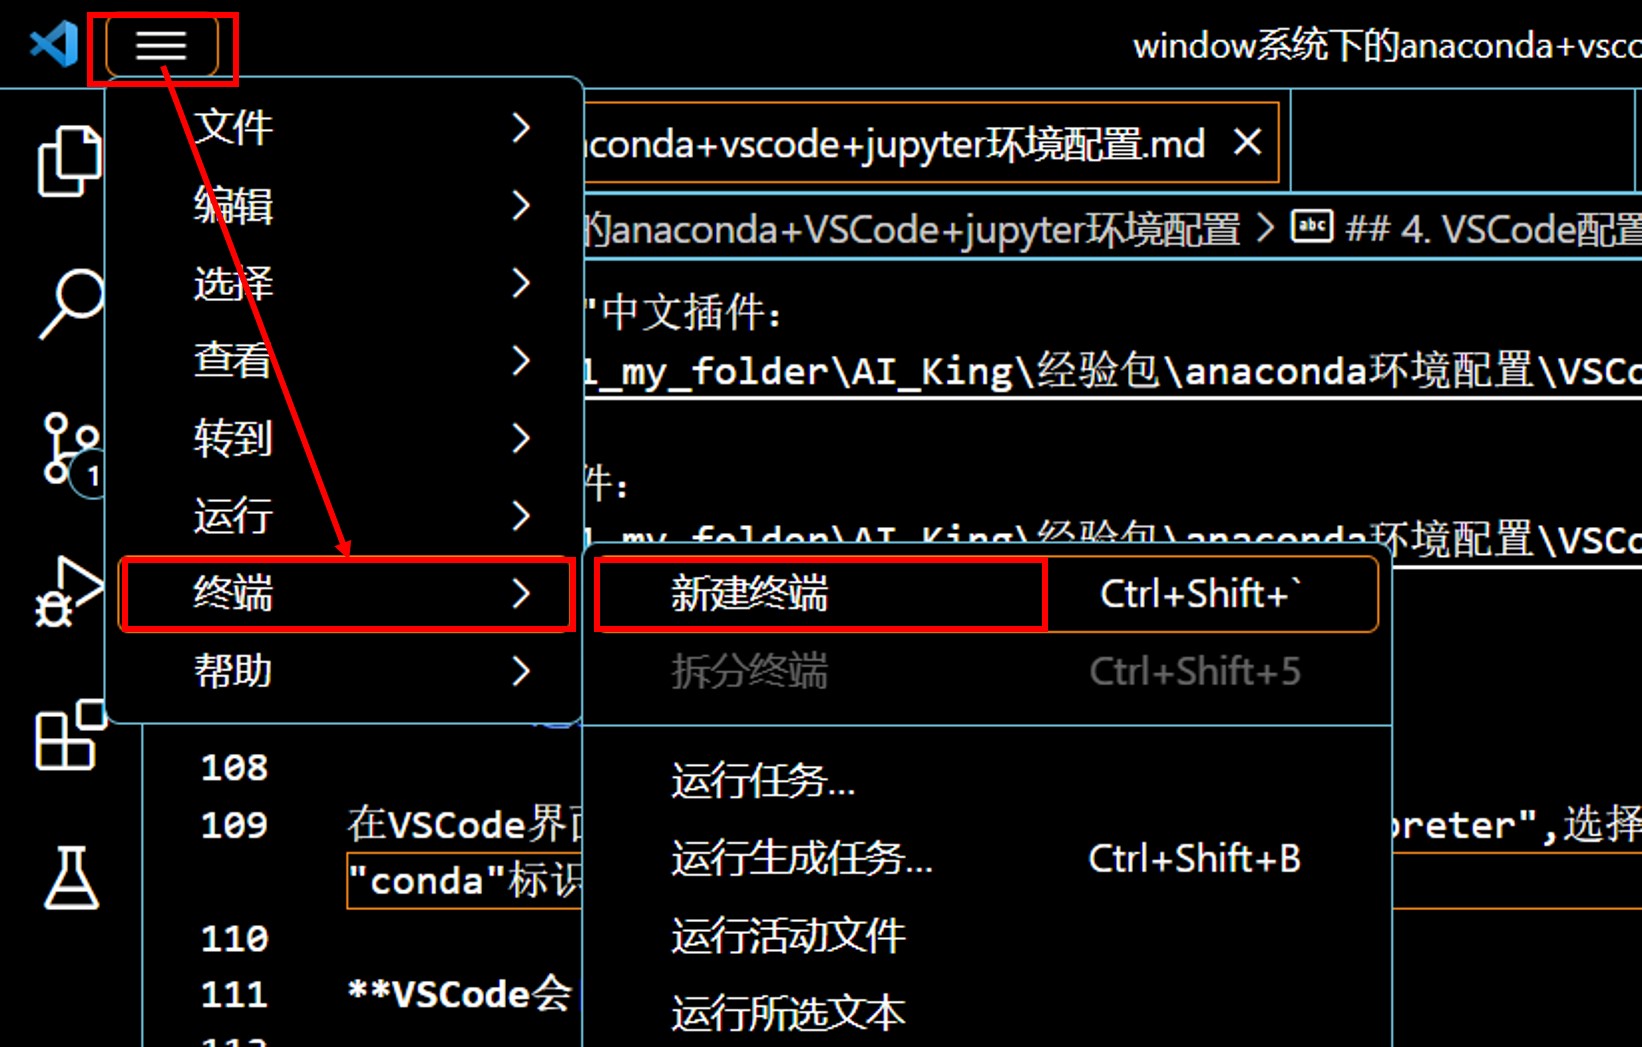 window系统下的anaconda+vsco
文件
编辑
选择
查看
转到
运行
终端
帮助
conda+vscode+jupyter环境配置.md
的anaconda+VSCode+jupyter环境配置 > abc ## 4. VSCode配置
"中文插件：
1_my_folder\AI_King\经验包\anaconda环境配置\VSCo
件：
1_my_folder\AI_King\经验包\anaconda环境配置\VSCo
新建终端 Ctrl+Shift+`
拆分终端 Ctrl+Shift+5
运行任务...
运行生成任务... Ctrl+Shift+B
运行活动文件
运行所选文本
1
108
109 在VSCode界面 preter",选择
"conda"标识
110
111 **VSCode会
112